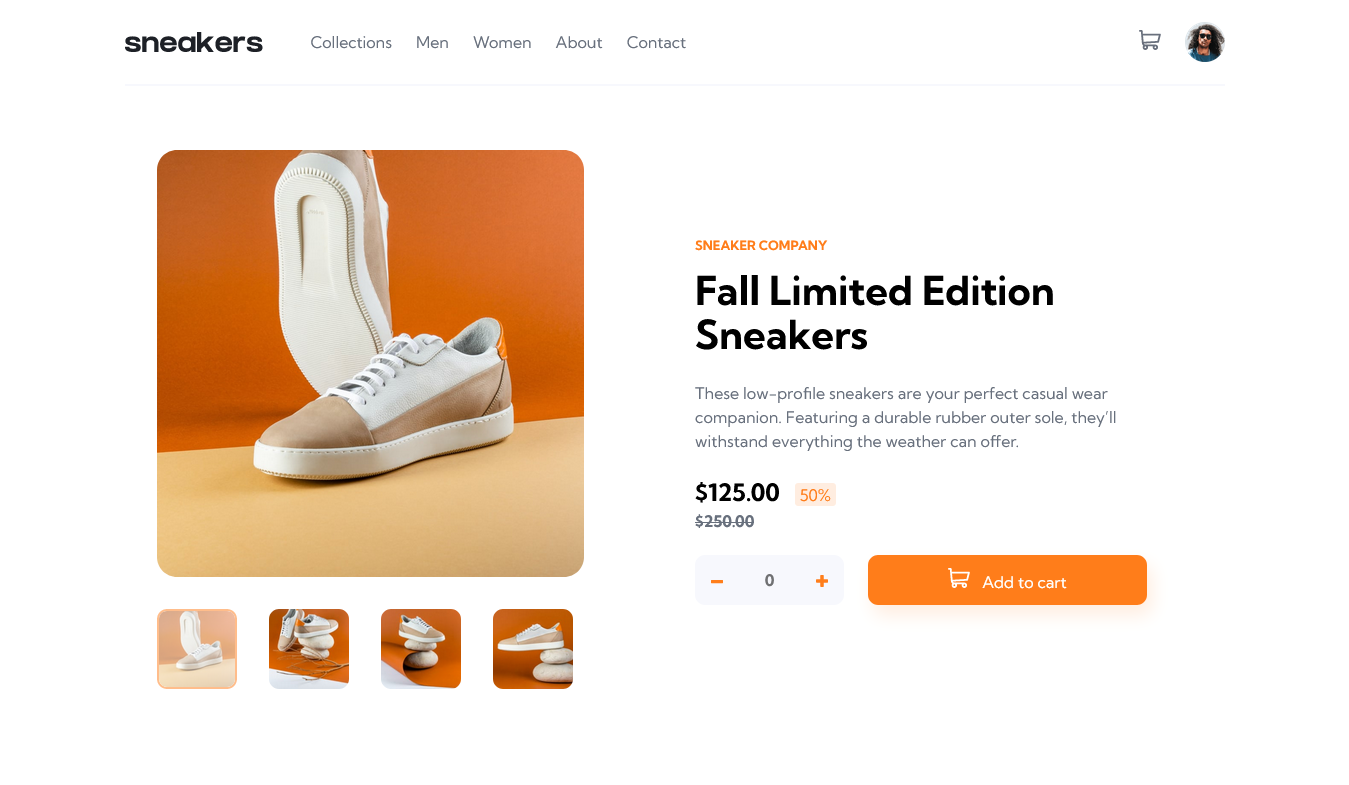 sneakers
Collections Men Women About Contact
SNEAKER COMPANY
Fall Limited Edition
Sneakers
These low-profile sneakers are your perfect casual wear
companion. Featuring a durable rubber outer sole, they’ll
withstand everything the weather can offer.
$125.00 50%
$250.00
0
Add to cart